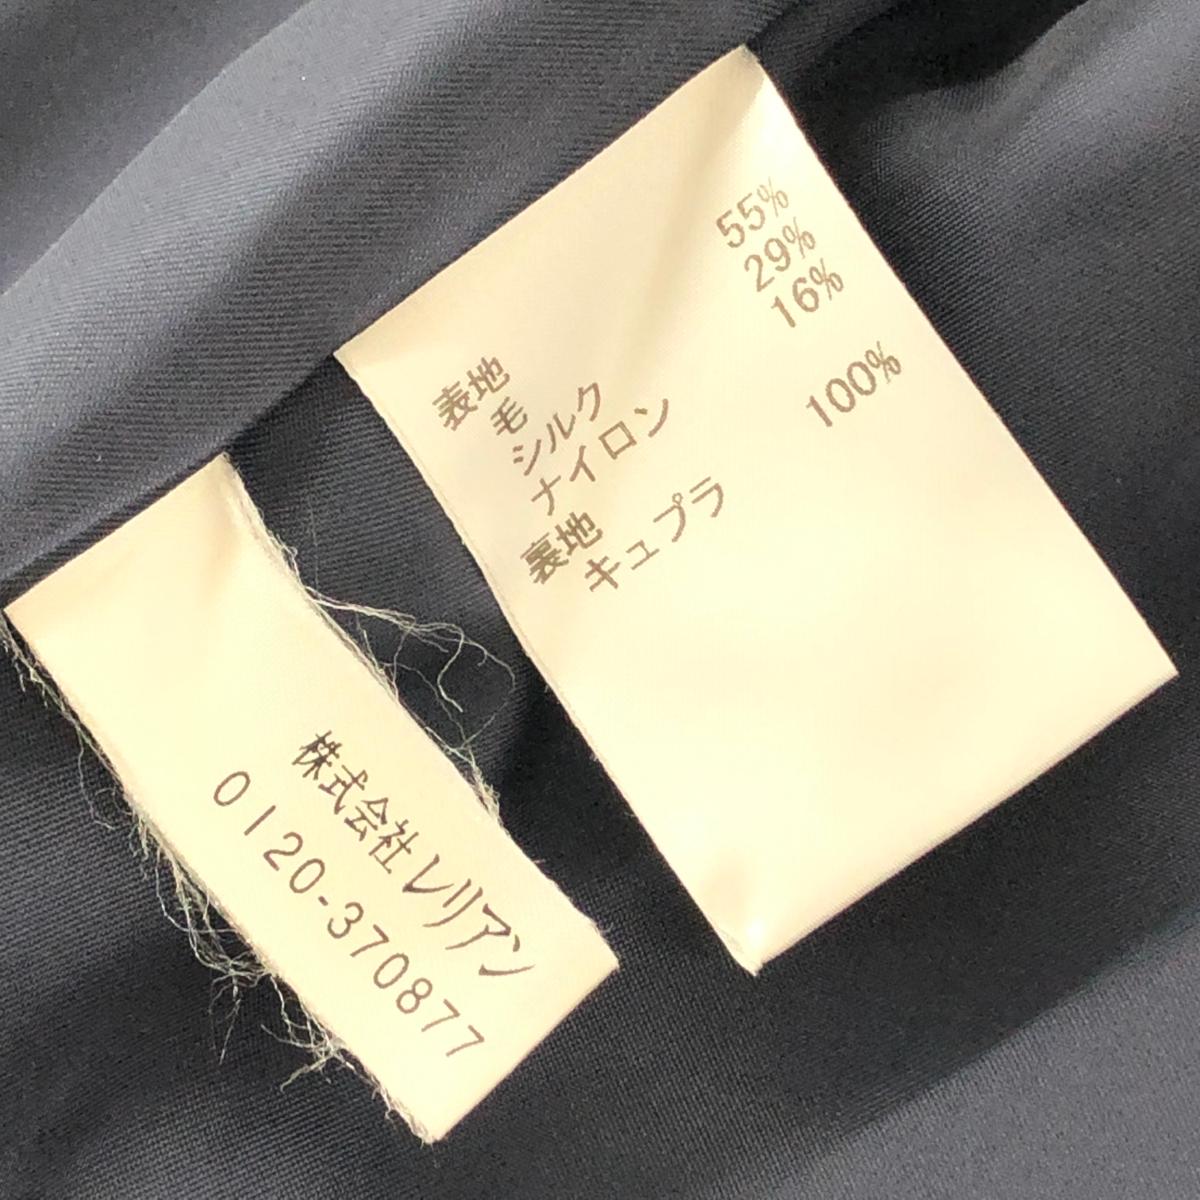 表地
毛 55%
シルク 29%
ナイロン 16%
裏地
キュプラ 100%
株式会社レリアン
0120-370877